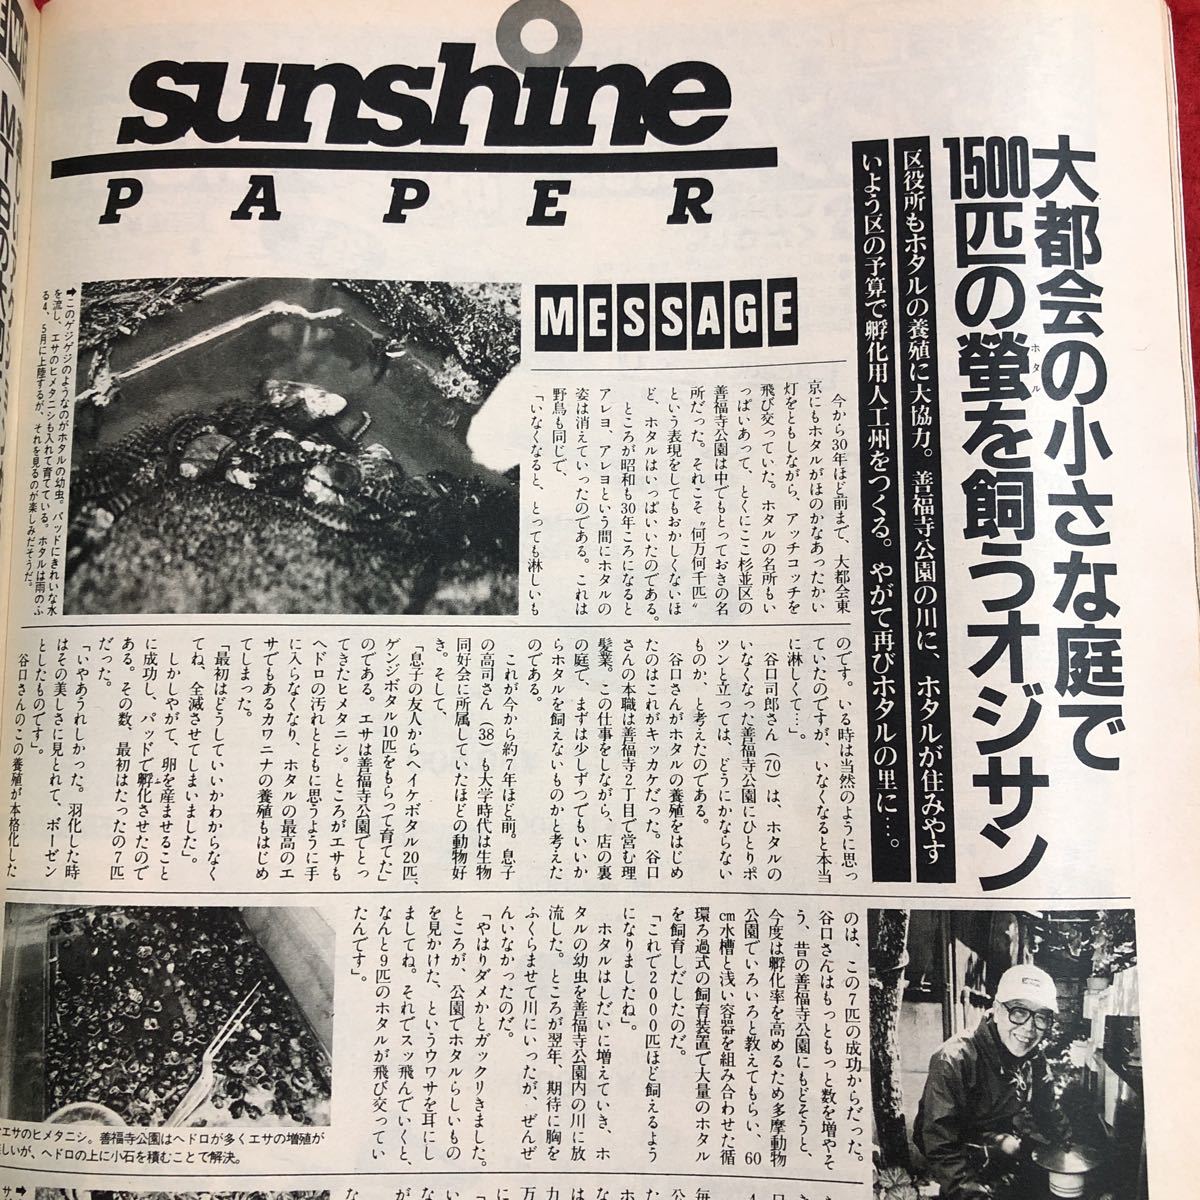 sunshine
PAPER
大都会の小さな庭で
1500匹の螢を飼うオジサン
ホタル
区役所もホタルの養殖に大協力。善福寺公園の川に、ホタルが住みやす
いよう区の予算で孵化用人工州をつくる。やがて再びホタルの里に…。
MESSAGE
今から30年ほど前まで、大都会東
京にもホタルがほのかなあったかい
灯をともしながら、アッチコッチを
飛び交っていた。ホタルの名所もい
っぱいあって、とくにここ杉並区の
善福寺公園は中でもとっておきの名
所だった。それこそ〝何万何千匹〟
という表現をしてもおかしくないほ
ど、ホタルはいっぱいいたのである。
ところが昭和も30年ころになると
アレヨ、アレヨという間にホタルの
姿は消えていったのである。これは
野鳥も同じで、
「いなくなると、とっても淋しいも
のです。いる時は当然のように思っ
ていたのですが、いなくなると本当
に淋しくて…」
谷口司郎さん（70）は、ホタルの
いなくなった善福寺公園にひとりポ
ツンと立っては、どうにかならない
ものか、と考えたのである。
谷口さんがホタルの養殖をはじめ
たのはこれがキッカケだった。谷口
さんの本職は善福寺2丁目で営む理
髪業。この仕事をしながら、店の裏
の庭で、まずは少しずつでもいいか
らホタルを飼えないものかと考えた
のである。
これが今から約7年ほど前。息子
の高司さん（38）も大学時代は生物
同好会に所属していたほどの動物好
き。そして、
「息子の友人からヘイケボタル20匹、
ゲンジボタル10匹をもらって育てた」
のである。エサは善福寺公園でとっ
てきたヒメタニシ。ところがエサも
ヘドロの汚れとともに思うように手
に入らなくなり、ホタルの最高のエ
サでもあるカワニナの養殖もはじめ
てしまった。
「最初はどうしていいかわからなく
てね、全滅させてしまいました」
しかしやがて、卵を産ませること
に成功し、バッドで孵化させたので
ある。その数、最初はたったの7匹
だった。
「いやあうれしかった。羽化した時
はその美しさに見とれて、ボーゼン
としたものです」
谷口さんのこの養殖が本格化した
のは、この7匹の成功からだった。
谷口さんはもっともっと数を増やそ
う、昔の善福寺公園にもどそうと、
今度は孵化率を高めるため多摩動物
公園でいろいろと教えてもらい、60
cm水槽と浅い容器を組み合わせた循
環ろ過式の飼育装置で大量のホタル
を飼育しだしたのだ。
「これで2000匹ほど飼えるよう
になりましたね」
ホタルはしだいに増えていき、ホ
タルの幼虫を善福寺公園内の川に放
流した。ところが翌年、期待に胸を
ふくらませて川にいったが、ぜんぜ
んいなかったのだ。
「やはりダメかとガックリきました。
ところが、公園でホタルらしいもの
を見かけた、というウワサを耳にし
ましてね。それでスッ飛んでいくと、
なんと9匹のホタルが飛び交ってい
たんです」
➡このゲジゲジのようなのがホタルの幼虫。バッドにきれいな水
を流し、エサのヒメタニシも入れて育てている。ホタルは雨のふ
る4、5月に上陸するが、それを見るのが楽しみだそうだ。
エサのヒメタニシ。善福寺公園はヘドロが多くエサの増殖が
しいが、ヘドロの上に小石を積むことで解決。